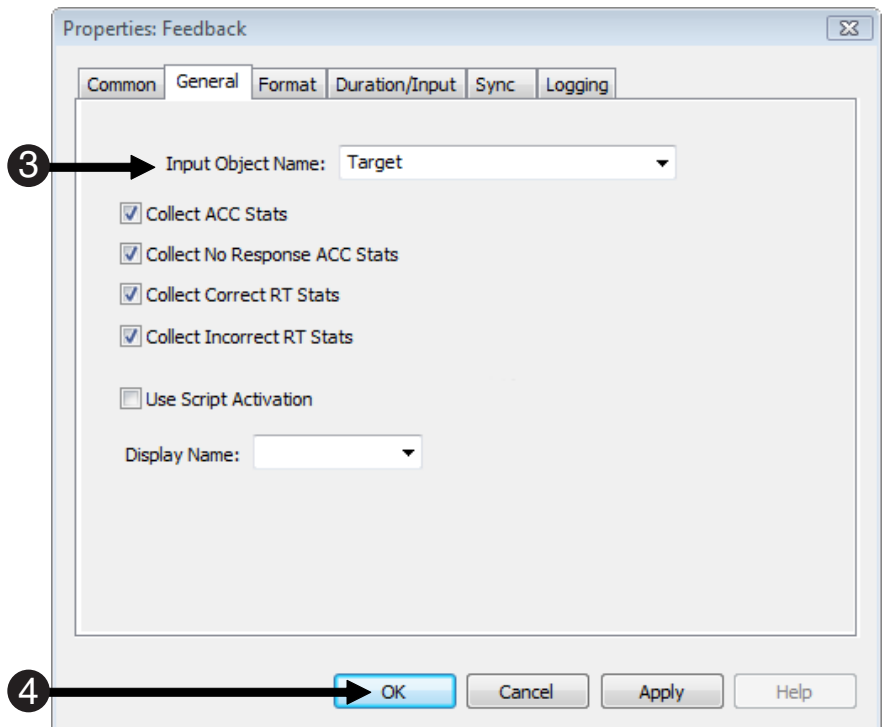 Properties: Feedback
Common General Format Duration/Input Sync Logging
3 Input Object Name: Target
Collect ACC Stats
Collect No Response ACC Stats
Collect Correct RT Stats
Collect Incorrect RT Stats
Use Script Activation
Display Name:
4 OK Cancel Apply Help